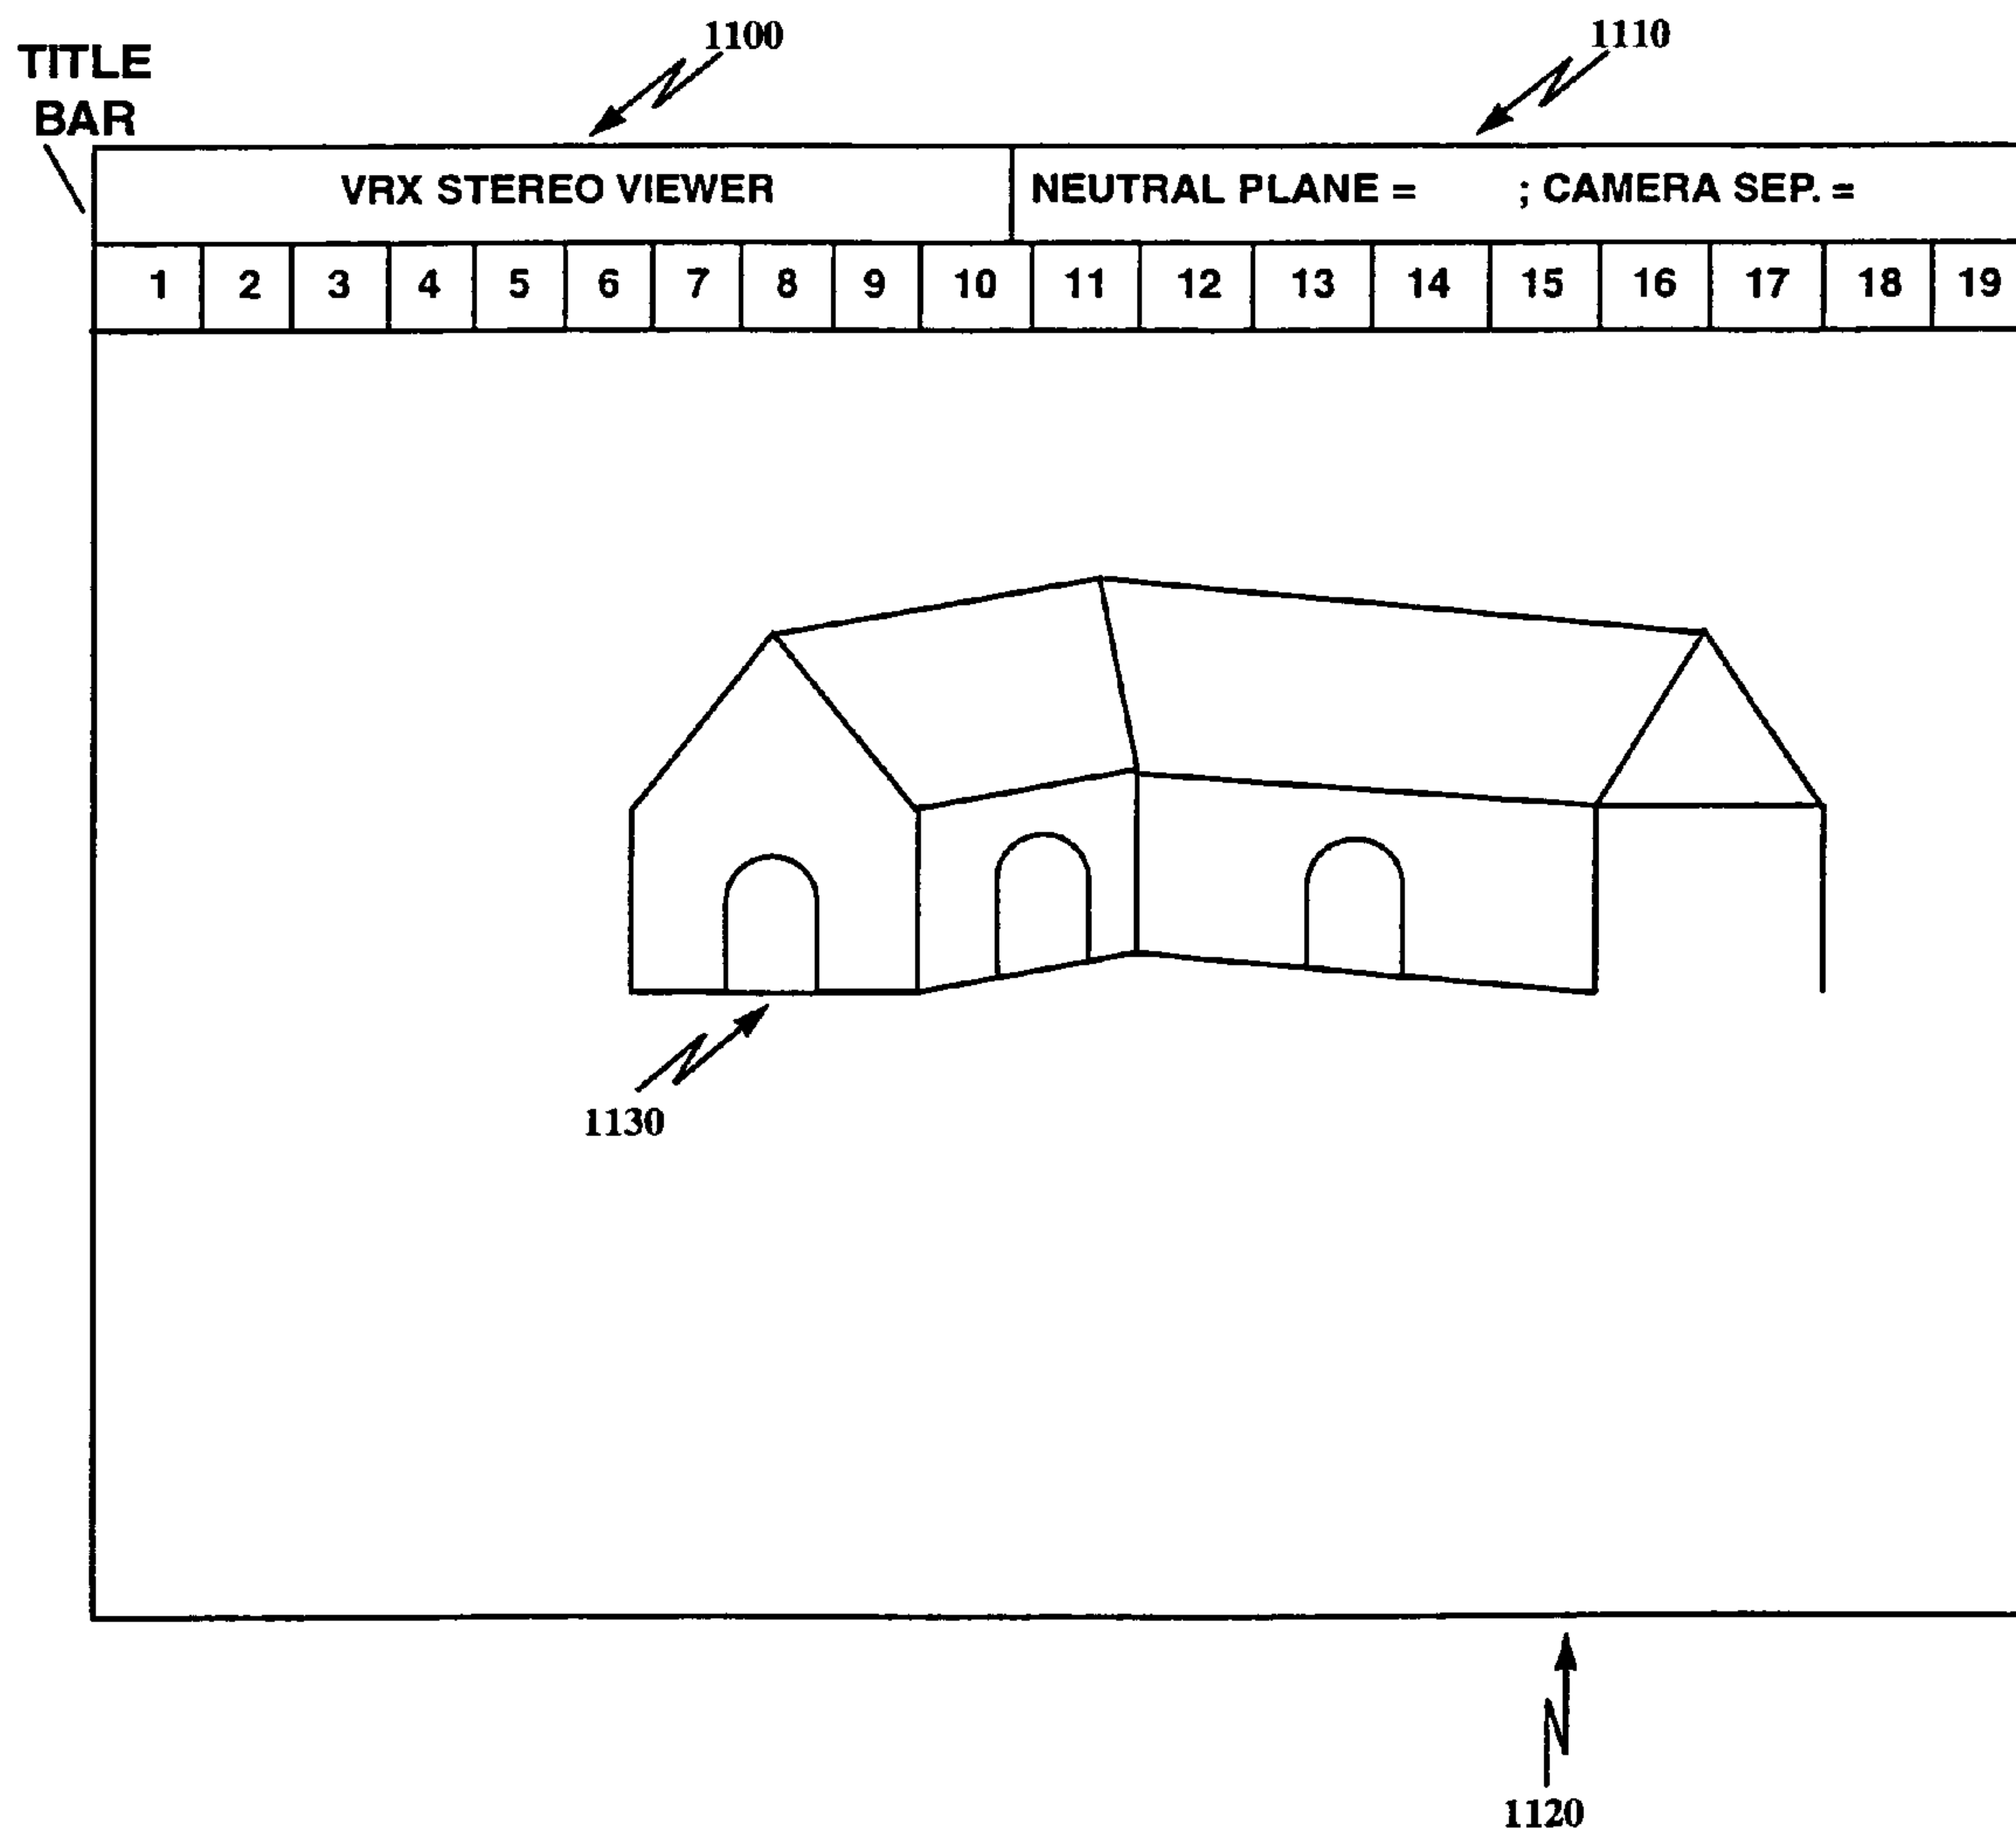 1100
1110
TITLE
BAR
VRX STEREO VIEWER
NEUTRAL PLANE = ; CAMERA SEP. =
1 2 3 4 5 6 7 8 9 10 11 12 13 14 15 16 17 18 19
1130
1120